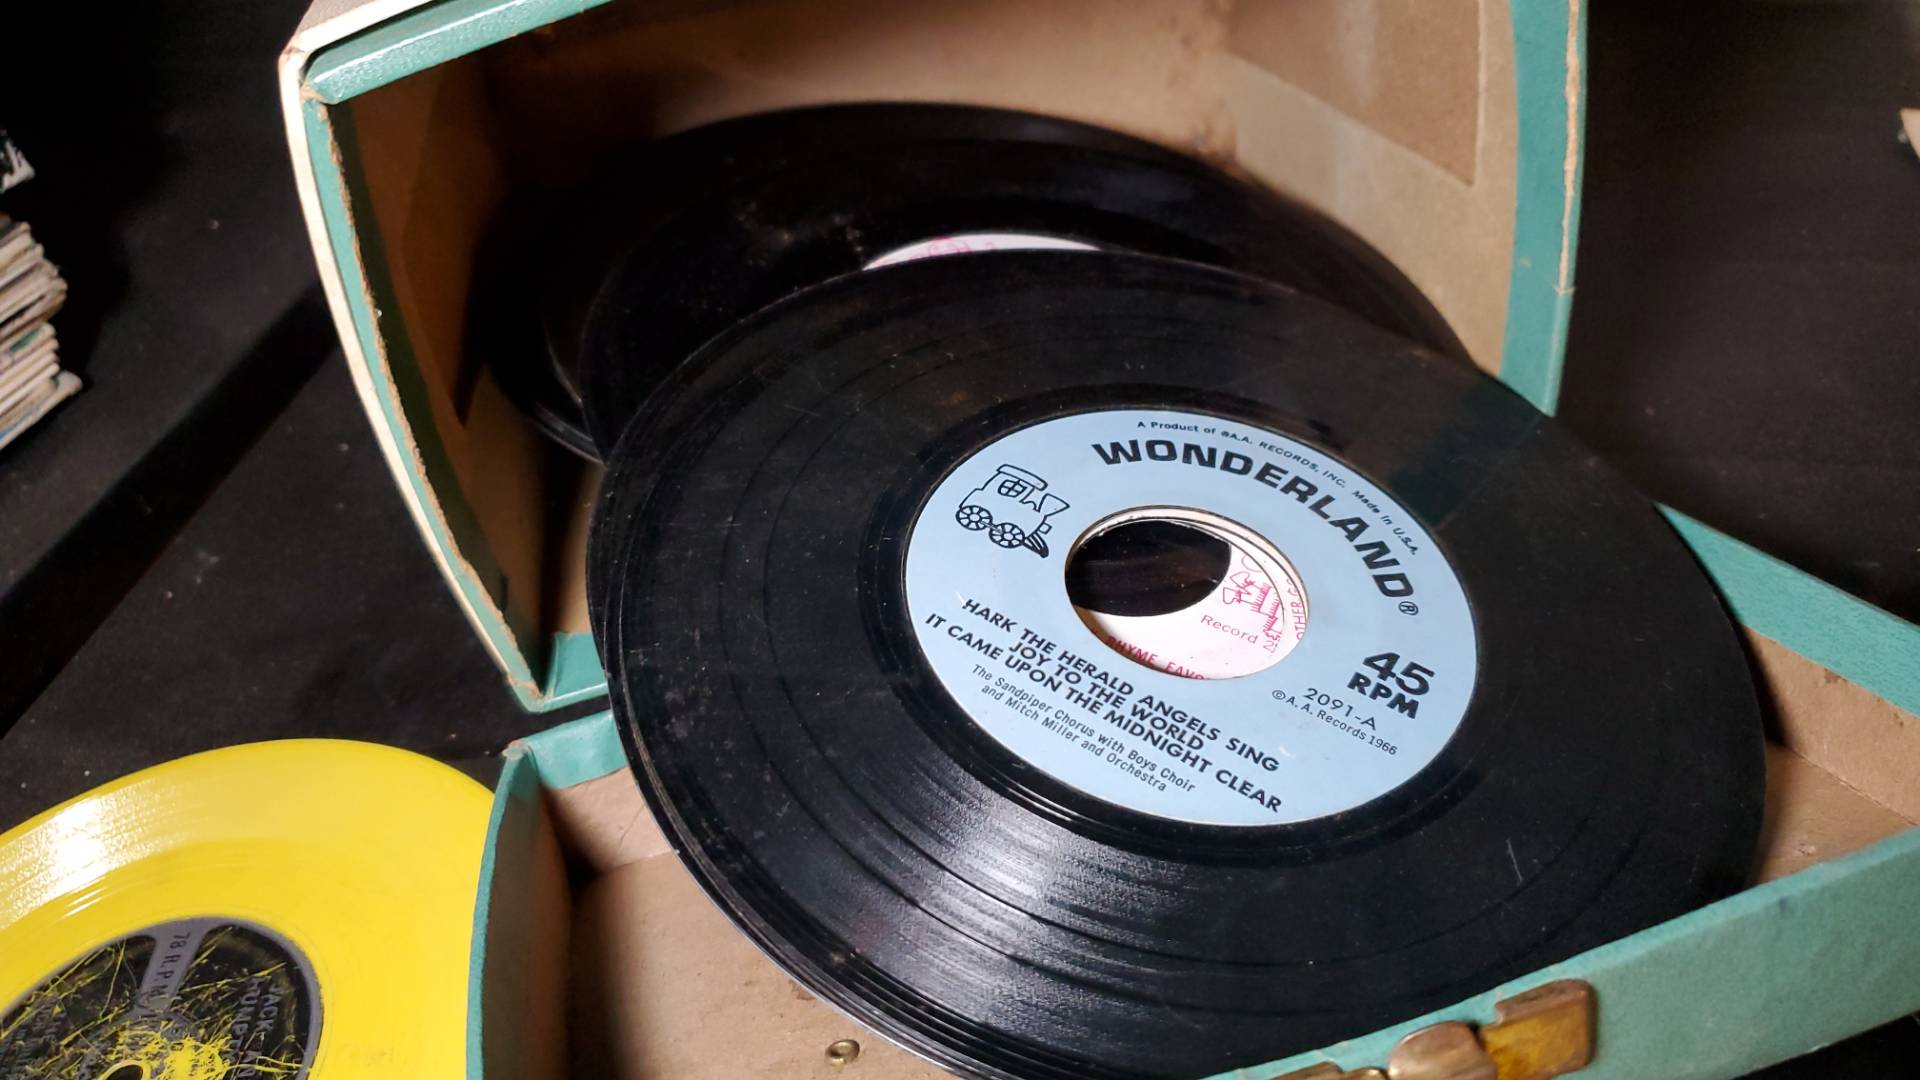 A Product of A.A. RECORDS, INC. Made in U.S.A.
WONDERLAND®
45
RPM
2091-A
©A.A. Records 1966
HARK THE HERALD ANGELS SING
JOY TO THE WORLD
IT CAME UPON THE MIDNIGHT CLEAR
The Sandpiper Chorus with Boys Choir
and Mitch Miller and Orchestra
Record
RHYME
78 R.P.M.